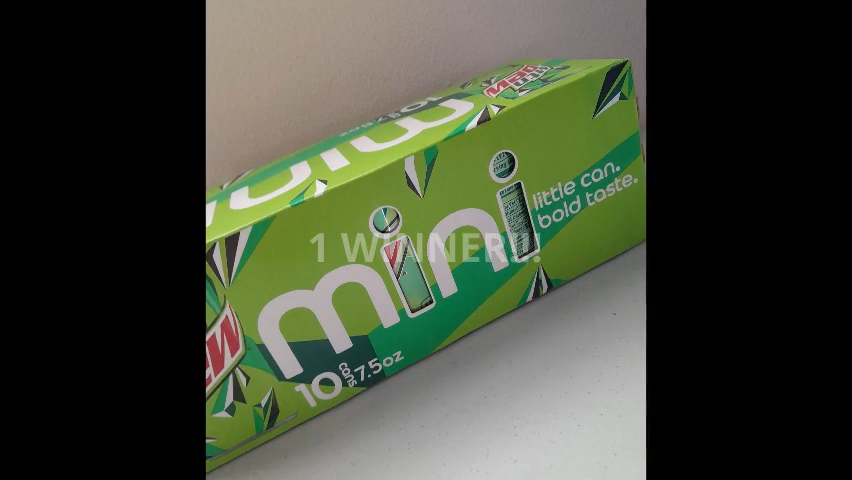 mini
little can.
bold taste.
1 WINNER!!!
10 cans 7.5oz